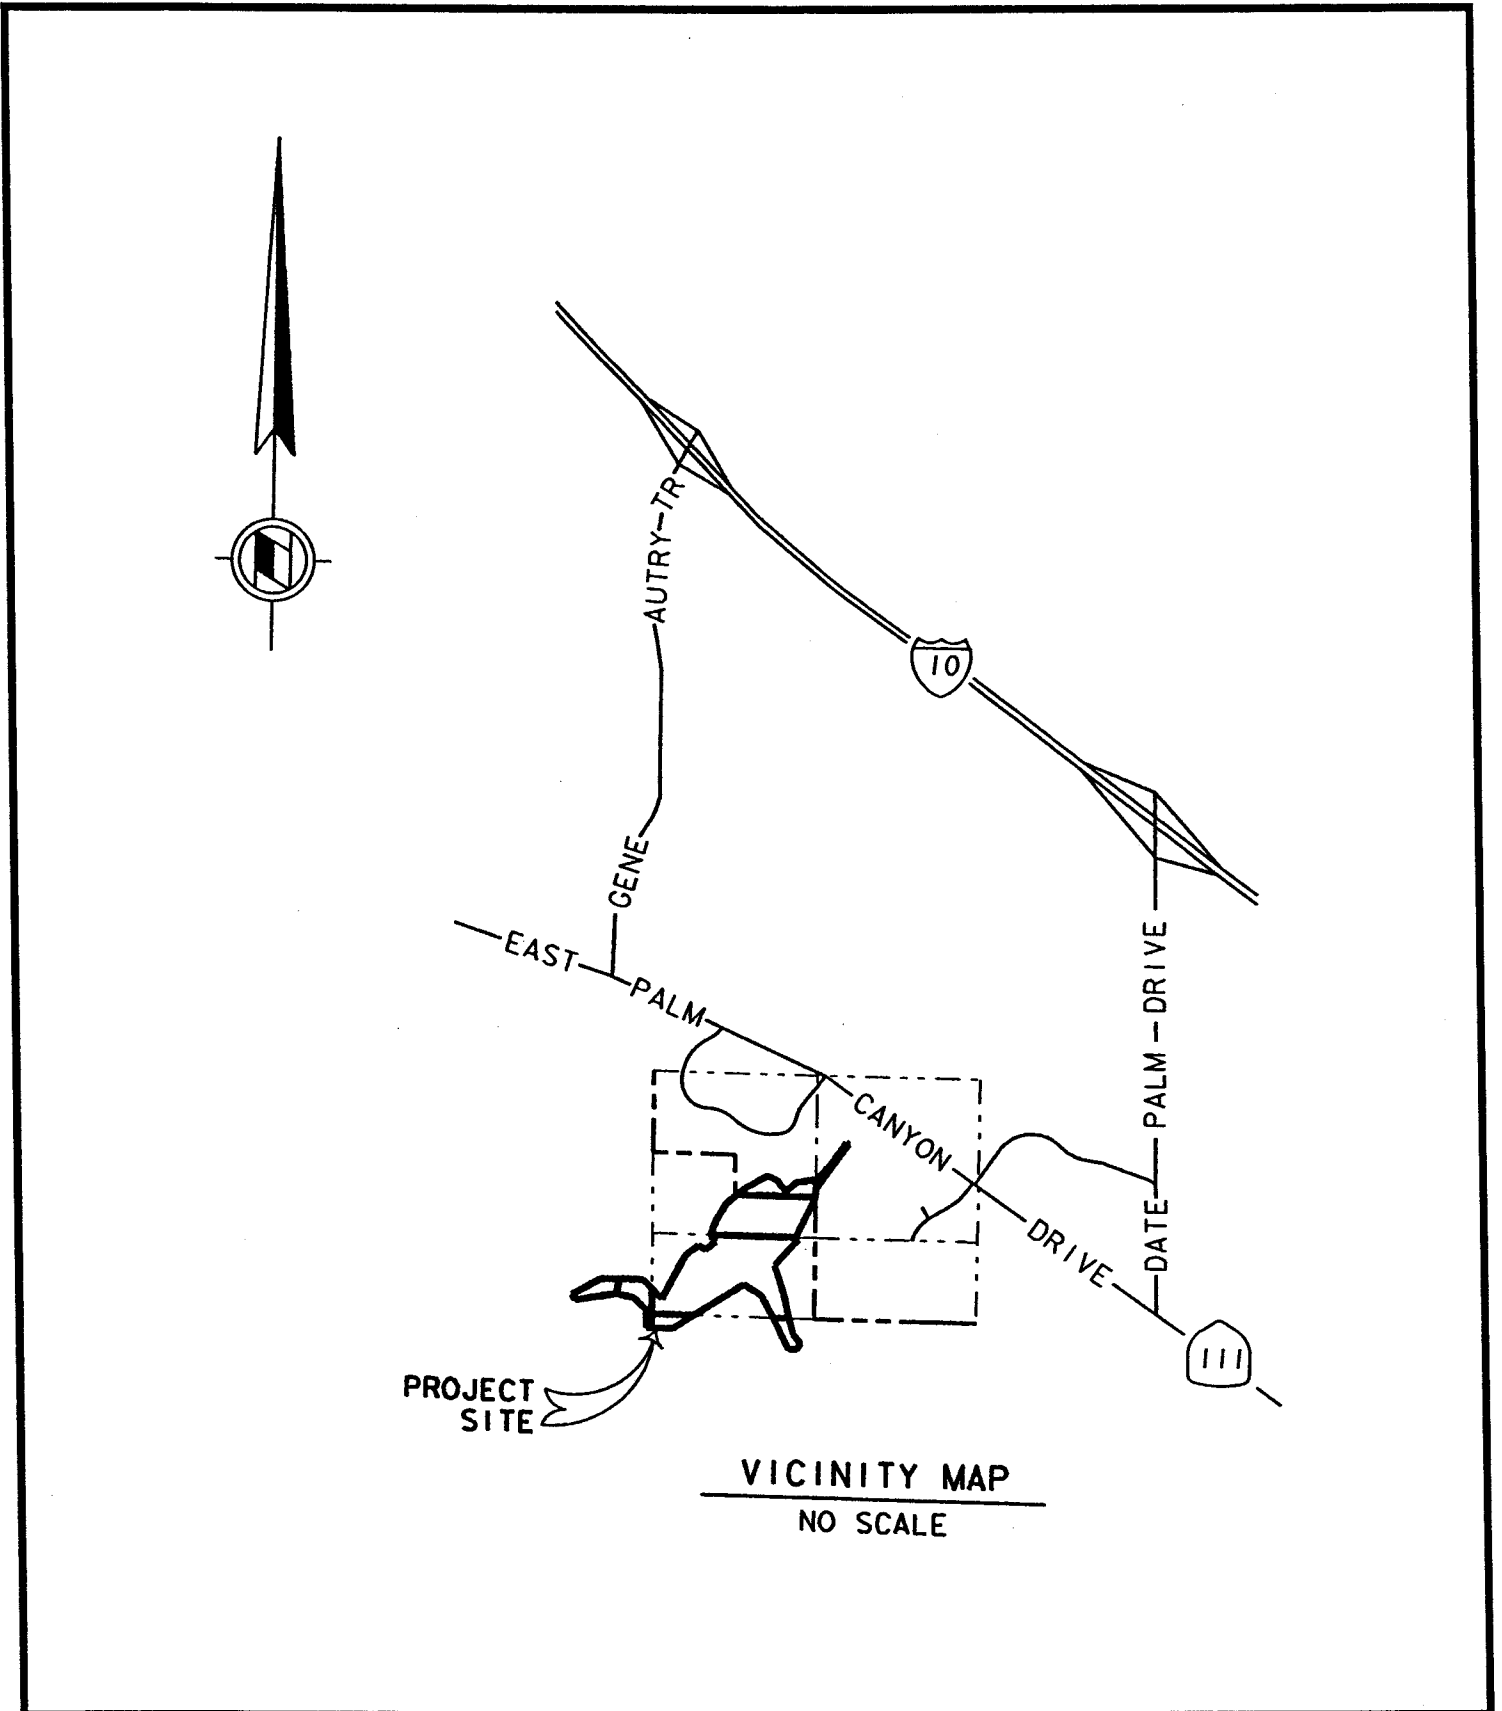 GENE AUTRY-TR
10
EAST PALM CANYON DRIVE
DATE PALM-DRIVE
111
PROJECT
SITE
VICINITY MAP
NO SCALE